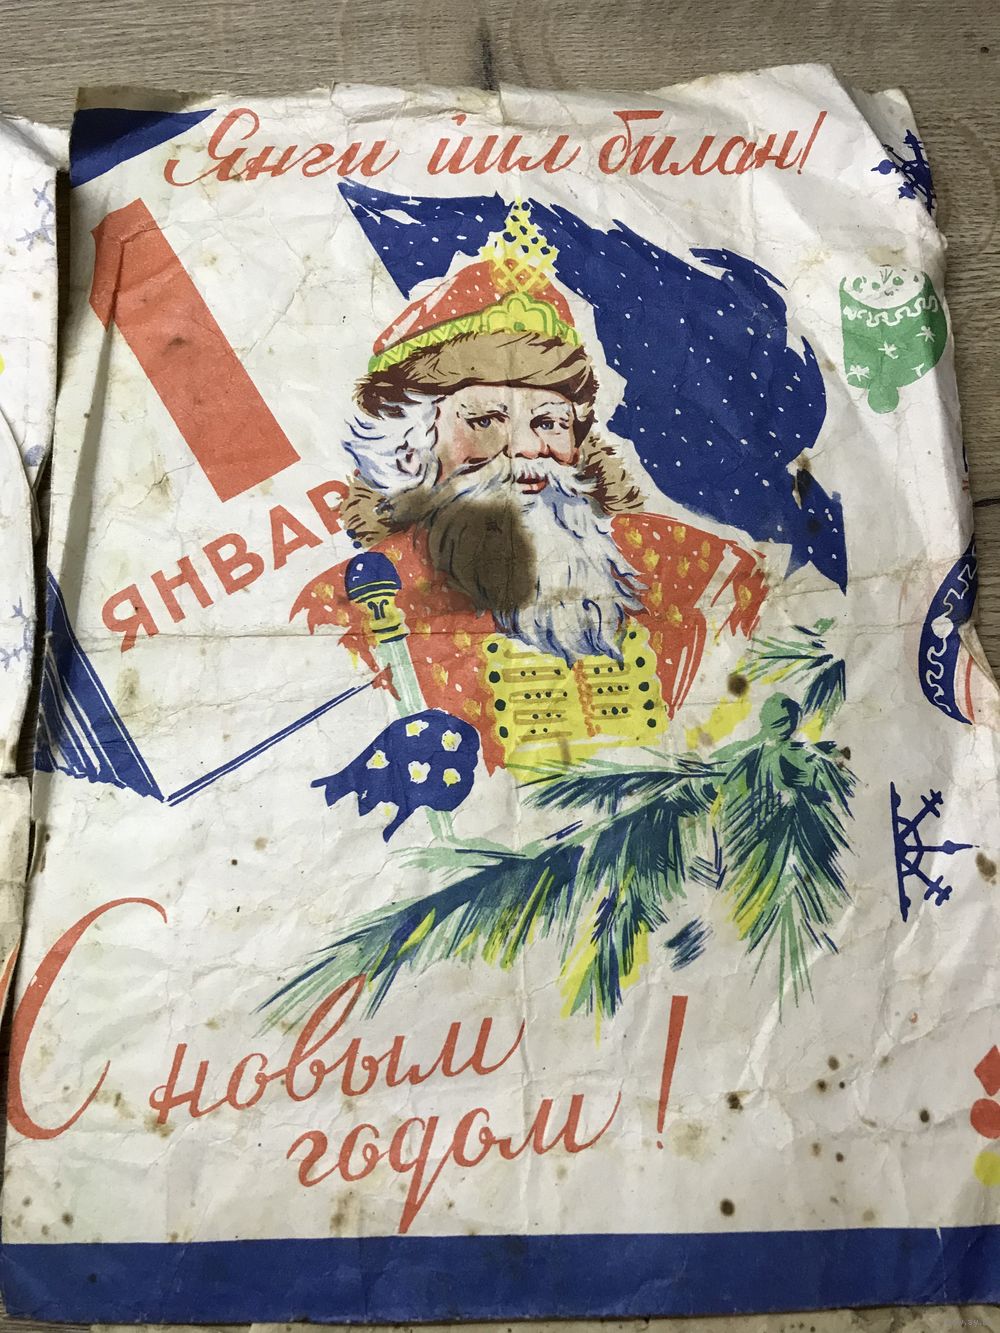 Янги йил билан!
1
ЯНВАР
С новым
годом!